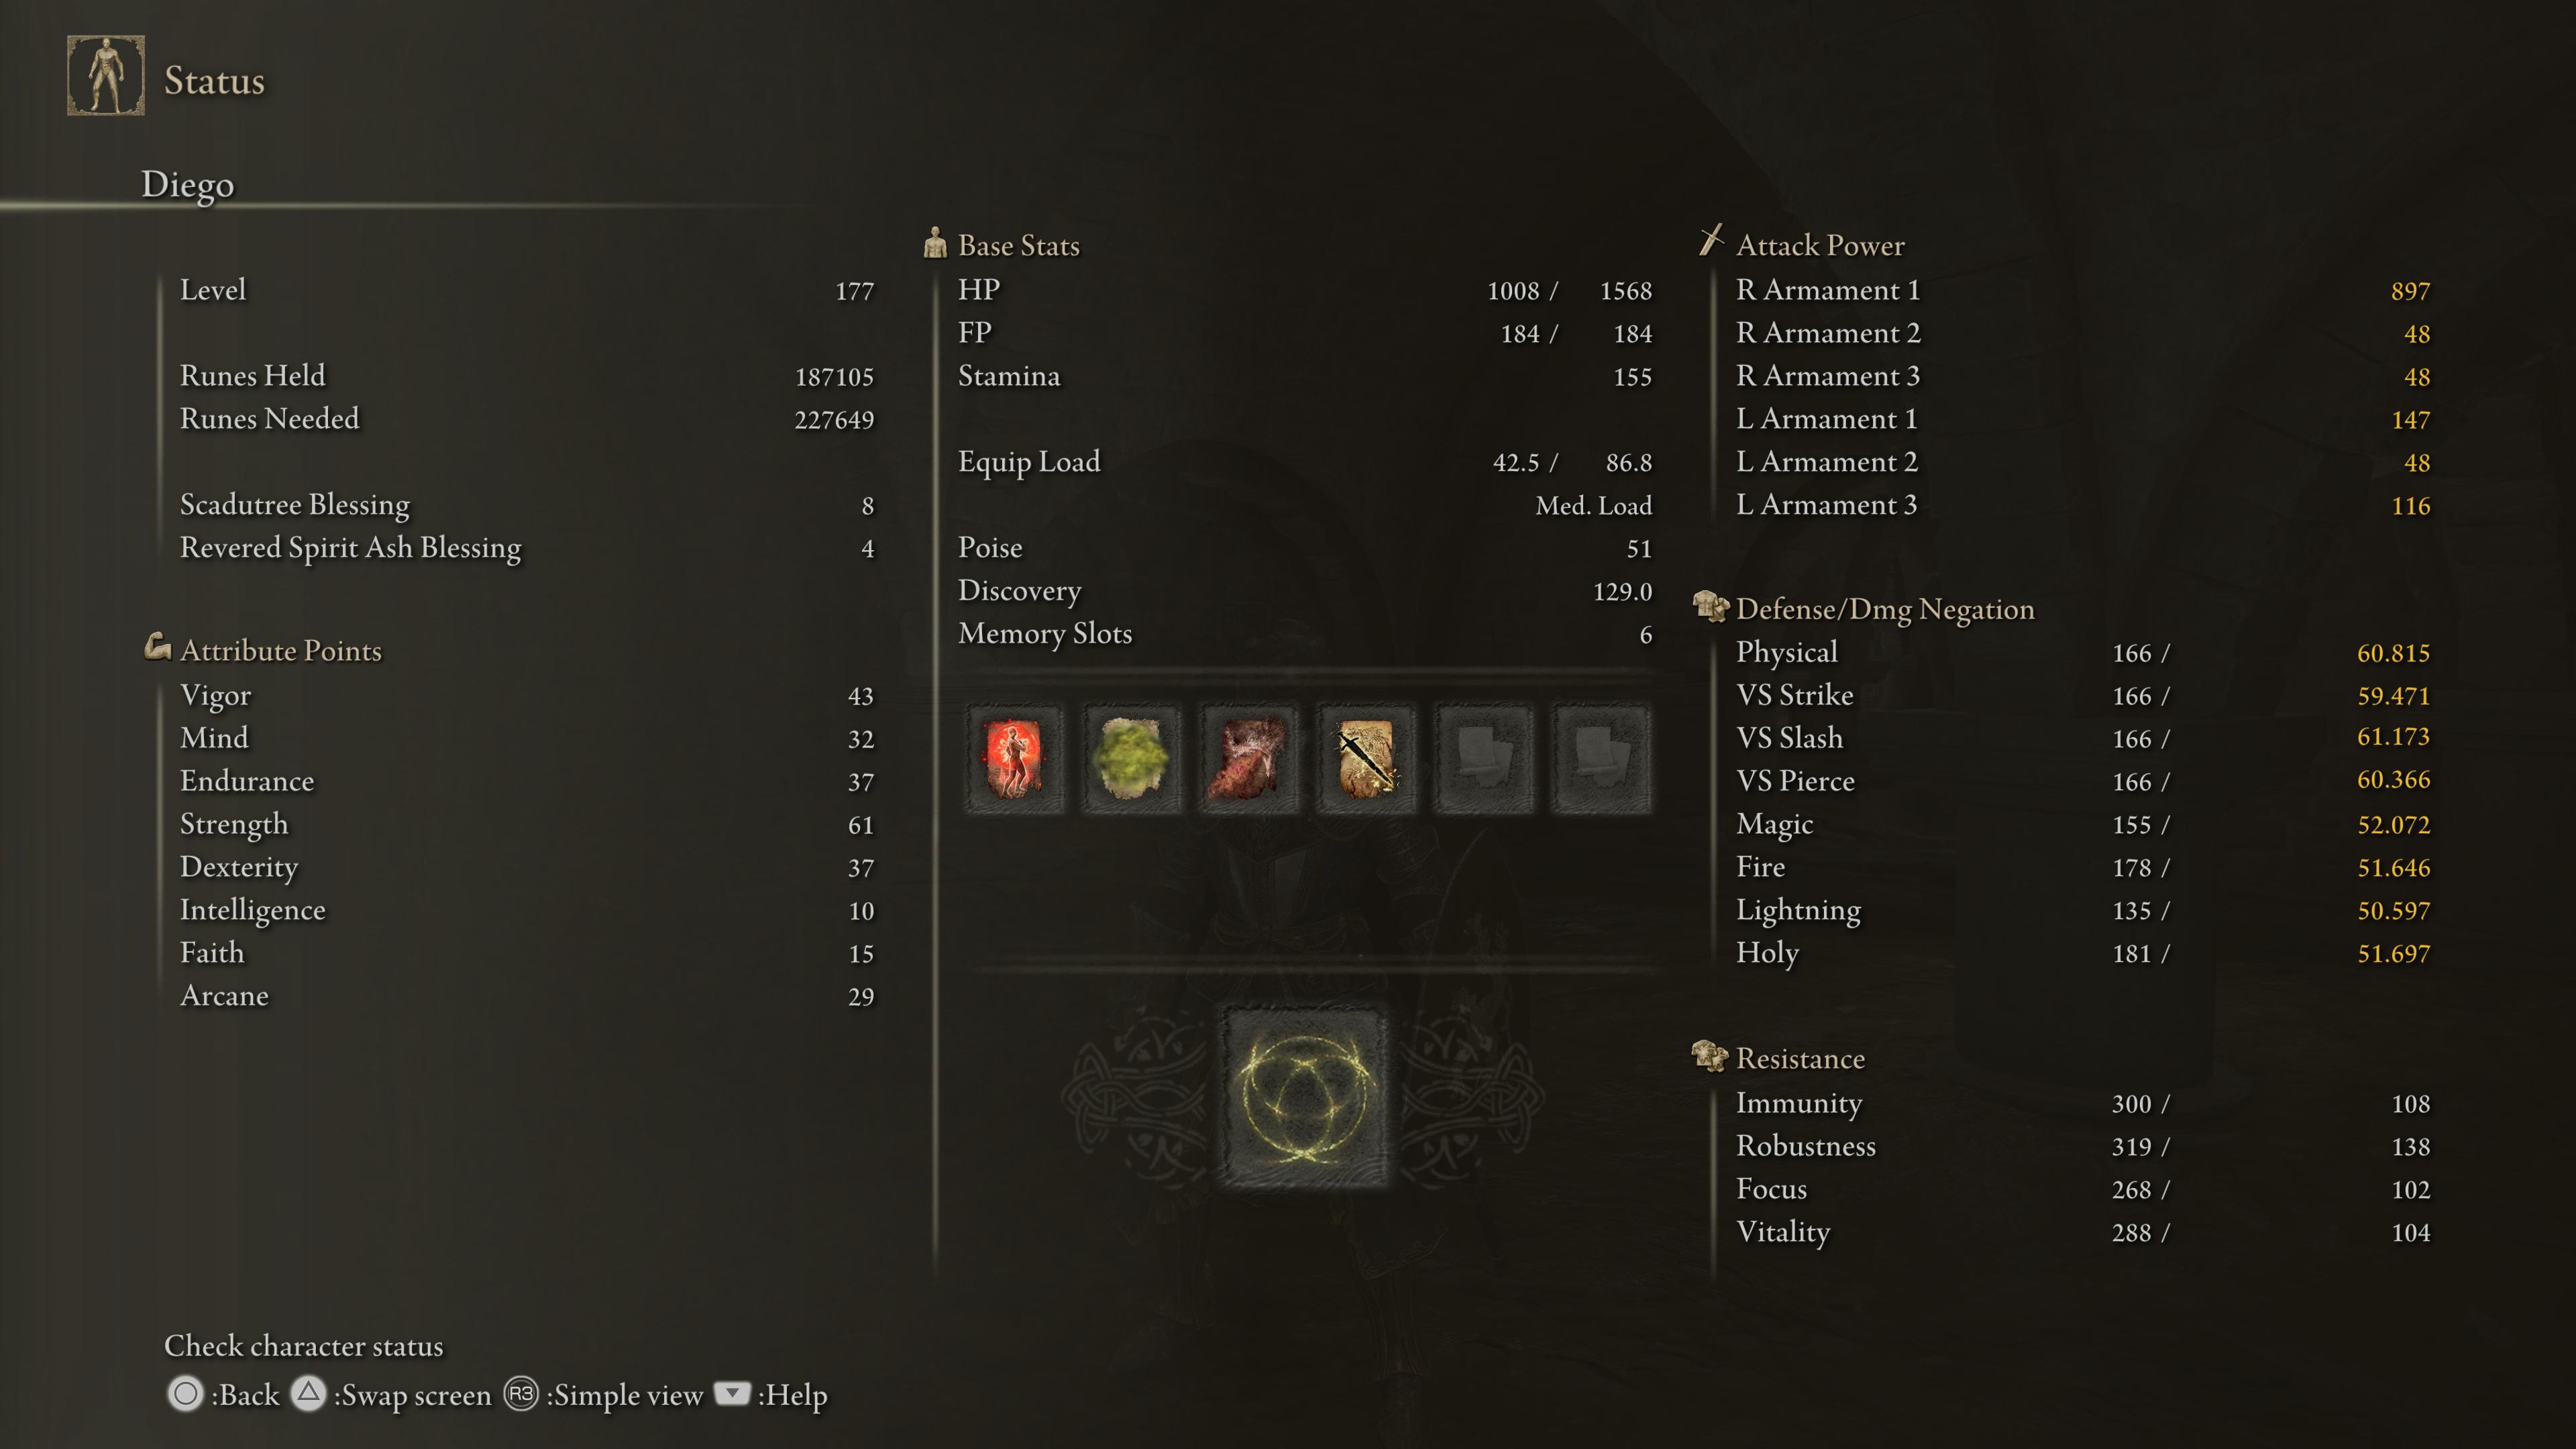 Status
Diego
Level 177
Runes Held 187105
Runes Needed 227649
Scadutree Blessing 8
Revered Spirit Ash Blessing 4
Attribute Points
Vigor 43
Mind 32
Endurance 37
Strength 61
Dexterity 37
Intelligence 10
Faith 15
Arcane 29
Base Stats
HP 1008 / 1568
FP 184 / 184
Stamina 155
Equip Load 42.5 / 86.8
Med. Load
Poise 51
Discovery 129.0
Memory Slots 6
Attack Power
R Armament 1 897
R Armament 2 48
R Armament 3 48
L Armament 1 147
L Armament 2 48
L Armament 3 116
Defense/Dmg Negation
Physical 166 / 60.815
VS Strike 166 / 59.471
VS Slash 166 / 61.173
VS Pierce 166 / 60.366
Magic 155 / 52.072
Fire 178 / 51.646
Lightning 135 / 50.597
Holy 181 / 51.697
Resistance
Immunity 300 / 108
Robustness 319 / 138
Focus 268 / 102
Vitality 288 / 104
Check character status
:Back :Swap screen R3 :Simple view :Help